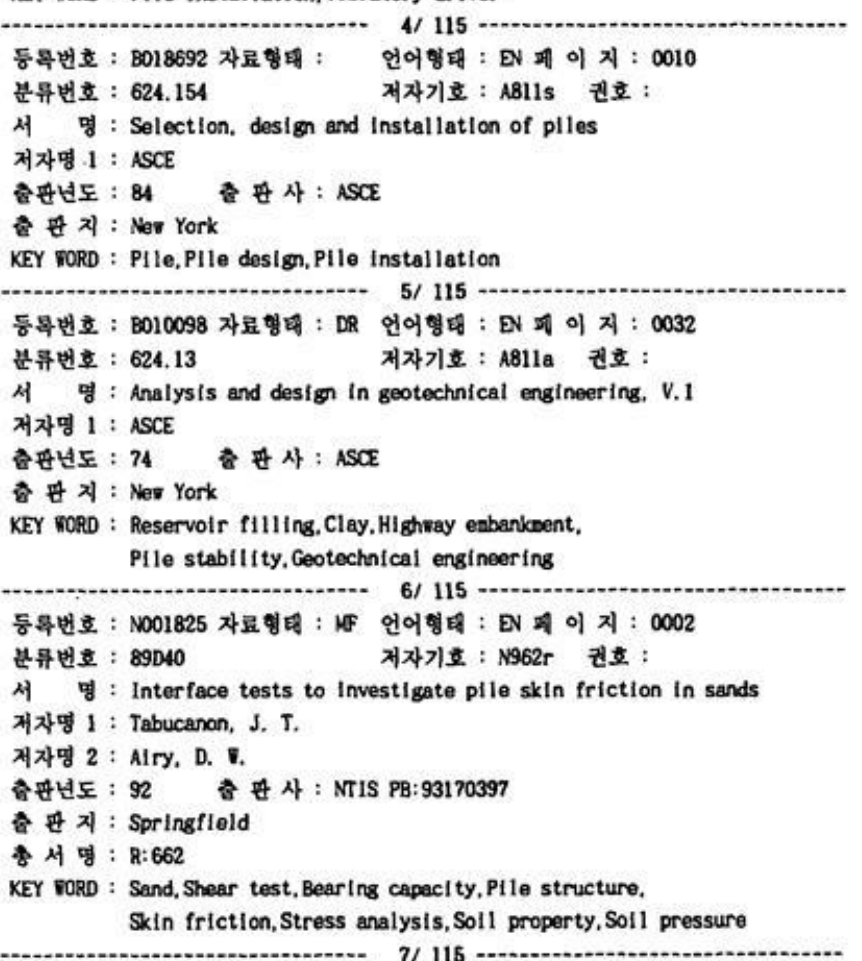 -------------------------------- 4/ 115 --------------------------------
등록번호 : B018692 자료형태 : 언어형태 : EN 페 이 지 : 0010
분류번호 : 624.154 저자기호 : A811s 권호 :
서 명 : Selection, design and installation of piles
저자명 1 : ASCE
출판년도 : 84 출 판 사 : ASCE
출 판 지 : New York
KEY WORD : Pile,Pile design,Pile installation
-------------------------------- 5/ 115 --------------------------------
등록번호 : B010098 자료형태 : DR 언어형태 : EN 페 이 지 : 0032
분류번호 : 624.13 저자기호 : A811a 권호 :
서 명 : Analysis and design in geotechnical engineering, V.1
저자명 1 : ASCE
출판년도 : 74 출 판 사 : ASCE
출 판 지 : New York
KEY WORD : Reservoir filling,Clay,Highway embankment,
Pile stability,Geotechnical engineering
-------------------------------- 6/ 115 --------------------------------
등록번호 : N001825 자료형태 : MF 언어형태 : EN 페 이 지 : 0002
분류번호 : 89D40 저자기호 : N962r 권호 :
서 명 : Interface tests to investigate pile skin friction in sands
저자명 1 : Tabucanon, J. T.
저자명 2 : Airy, D. W.
출판년도 : 92 출 판 사 : NTIS PB:93170397
출 판 지 : Springfield
총 서 명 : R:662
KEY WORD : Sand,Shear test,Bearing capacity,Pile structure,
Skin friction,Stress analysis,Soil property,Soil pressure
-------------------------------- 7/ 115 --------------------------------